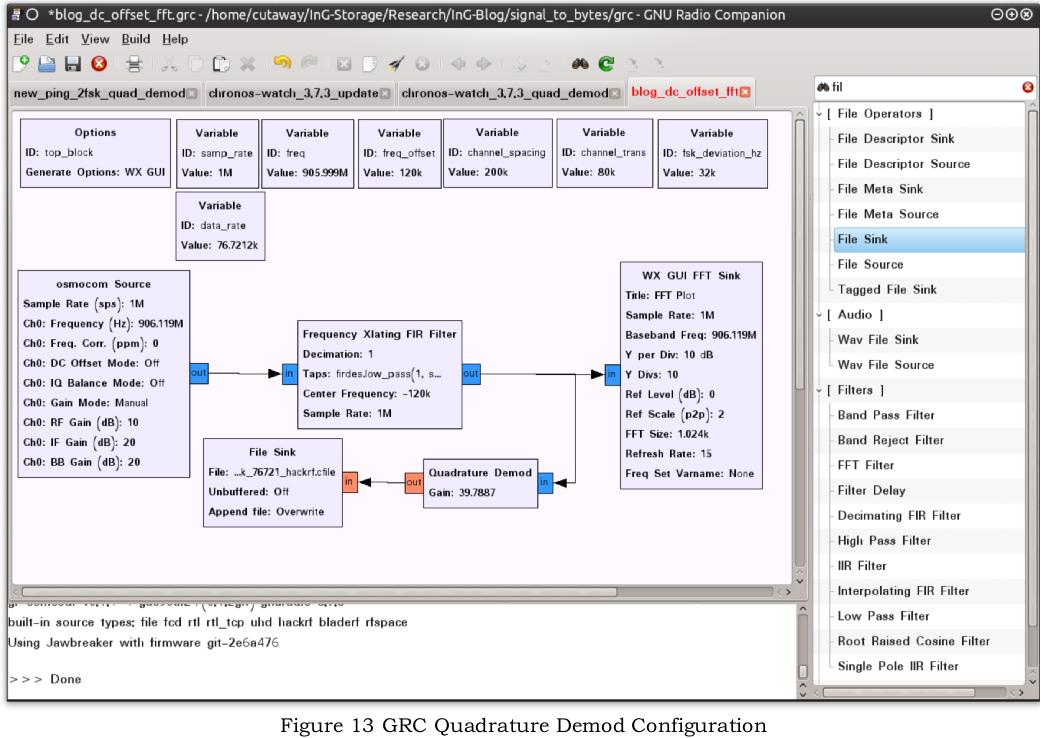 *blog_dc_offset_fft.grc - /home/cutaway/InG-Storage/Research/InG-Blog/signal_to_bytes/grc - GNU Radio Companion
File Edit View Build Help
new_ping_2fsk_quad_demod
chronos-watch_3.7.3_update
chronos-watch_3.7.3_quad_demod
blog_dc_offset_fft
Options
ID: top_block
Generate Options: WX GUI
Variable
ID: samp_rate
Value: 1M
Variable
ID: freq
Value: 905.999M
Variable
ID: freq_offset
Value: 120k
Variable
ID: channel_spacing
Value: 200k
Variable
ID: channel_trans
Value: 80k
Variable
ID: fsk_deviation_hz
Value: 32k
Variable
ID: data_rate
Value: 76.7212k
osmocom Source
Sample Rate (sps): 1M
Ch0: Frequency (Hz): 906.119M
Ch0: Freq. Corr. (ppm): 0
Ch0: DC Offset Mode: Off
Ch0: IQ Balance Mode: Off
Ch0: Gain Mode: Manual
Ch0: RF Gain (dB): 10
Ch0: IF Gain (dB): 20
Ch0: BB Gain (dB): 20
out
in
Frequency Xlating FIR Filter
Decimation: 1
Taps: firdes.low_pass(1, s...
Center Frequency: -120k
Sample Rate: 1M
out
in
WX GUI FFT Sink
Title: FFT Plot
Sample Rate: 1M
Baseband Freq: 906.119M
Y per Div: 10 dB
Y Divs: 10
Ref Level (dB): 0
Ref Scale (p2p): 2
FFT Size: 1.024k
Refresh Rate: 15
Freq Set Varname: None
File Sink
File: ...k_76721_hackrf.cfile
Unbuffered: Off
Append file: Overwrite
in
out
Quadrature Demod
Gain: 39.7887
in
built-in source types: file fcd rtl rtl_tcp uhd hackrf bladerf rfspace
Using Jawbreaker with firmware git-2e6a476
>>> Done
fil
[ File Operators ]
File Descriptor Sink
File Descriptor Source
File Meta Sink
File Meta Source
File Sink
File Source
Tagged File Sink
[ Audio ]
Wav File Sink
Wav File Source
[ Filters ]
Band Pass Filter
Band Reject Filter
FFT Filter
Filter Delay
Decimating FIR Filter
High Pass Filter
IIR Filter
Interpolating FIR Filter
Low Pass Filter
Root Raised Cosine Filter
Single Pole IIR Filter
Figure 13 GRC Quadrature Demod Configuration